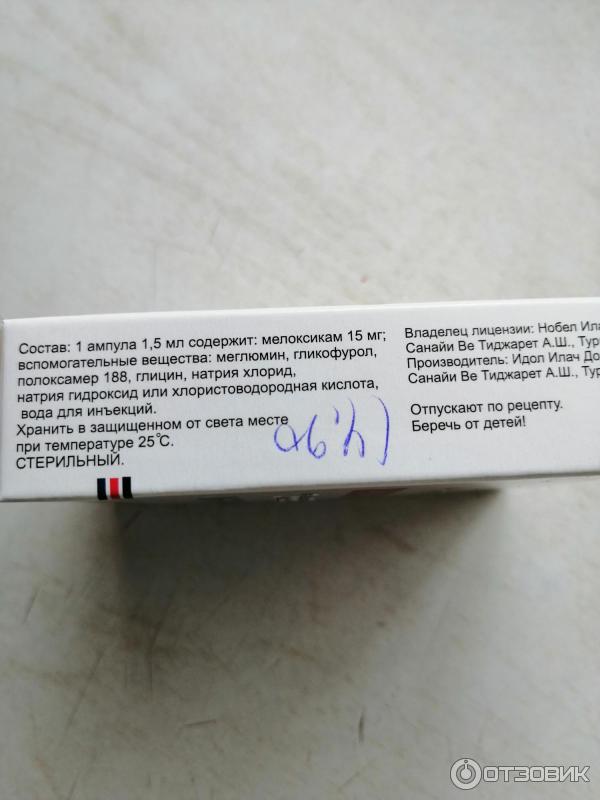 Состав: 1 ампула 1,5 мл содержит: мелоксикам 15 мг;
вспомогательные вещества: меглюмин, гликофурол,
полоксамер 188, глицин, натрия хлорид,
натрия гидроксид или хлористоводородная кислота,
вода для инъекций.
Хранить в защищенном от света месте
при температуре 25°C.
СТЕРИЛЬНЫЙ.
Владелец лицензии: Нобел Ила
Санайи Ве Тиджарет А.Ш., Тур
Производитель: Идол Илач До
Санайи Ве Тиджарет А.Ш., Ту
Отпускают по рецепту.
Беречь от детей!
ОТЗОВИК